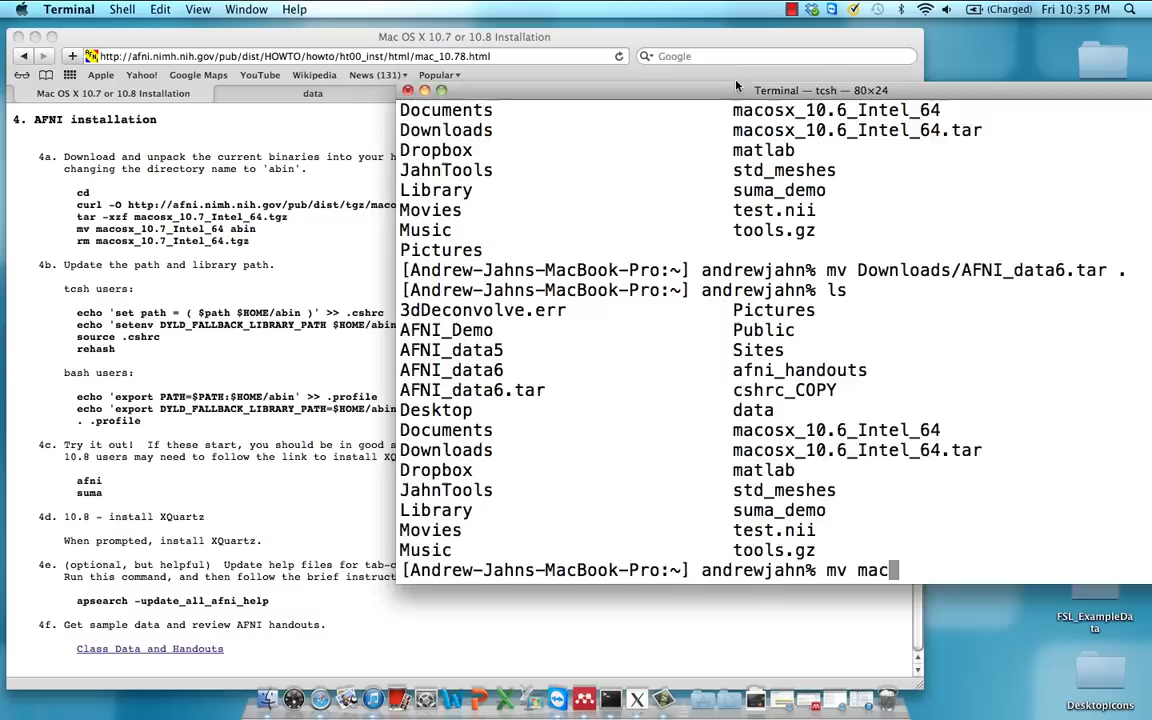 Terminal Shell Edit View Window Help (Charged) Fri 10:35 PM
Mac OS X 10.7 or 10.8 Installation
http://afni.nimh.nih.gov/pub/dist/HOWTO/howto/ht00_inst/html/mac_10.78.html Google
Apple Yahoo! Google Maps YouTube Wikipedia News (131) Popular
Mac OS X 10.7 or 10.8 Installation data
4. AFNI installation
4a. Download and unpack the current binaries into your h
changing the directory name to 'abin'.
cd
curl -O http://afni.nimh.nih.gov/pub/dist/tgz/maco
tar -xzf macosx_10.7_Intel_64.tgz
mv macosx_10.7_Intel_64 abin
rm macosx_10.7_Intel_64.tgz
4b. Update the path and library path.
tcsh users:
echo 'set path = ( $path $HOME/abin )' >> .cshrc
echo 'setenv DYLD_FALLBACK_LIBRARY_PATH $HOME/abin
source .cshrc
rehash
bash users:
echo 'export PATH=$PATH:$HOME/abin' >> .profile
echo 'export DYLD_FALLBACK_LIBRARY_PATH=$HOME/abin
. .profile
4c. Try it out! If these start, you should be in good s
10.8 users may need to follow the link to install X
afni
suma
4d. 10.8 - install XQuartz
When prompted, install XQuartz.
4e. (optional, but helpful) Update help files for tab-c
Run this command, and then follow the brief instruct
apsearch -update_all_afni_help
4f. Get sample data and review AFNI handouts.
Class Data and Handouts
Terminal — tcsh — 80×24
Documents macosx_10.6_Intel_64
Downloads macosx_10.6_Intel_64.tar
Dropbox matlab
JahnTools std_meshes
Library suma_demo
Movies test.nii
Music tools.gz
Pictures
[Andrew-Jahns-MacBook-Pro:~] andrewjahn% mv Downloads/AFNI_data6.tar .
[Andrew-Jahns-MacBook-Pro:~] andrewjahn% ls
3dDeconvolve.err Pictures
AFNI_Demo Public
AFNI_data5 Sites
AFNI_data6 afni_handouts
AFNI_data6.tar cshrc_COPY
Desktop data
Documents macosx_10.6_Intel_64
Downloads macosx_10.6_Intel_64.tar
Dropbox matlab
JahnTools std_meshes
Library suma_demo
Movies test.nii
Music tools.gz
[Andrew-Jahns-MacBook-Pro:~] andrewjahn% mv mac
FSL_ExampleDa
ta
DesktopIcons